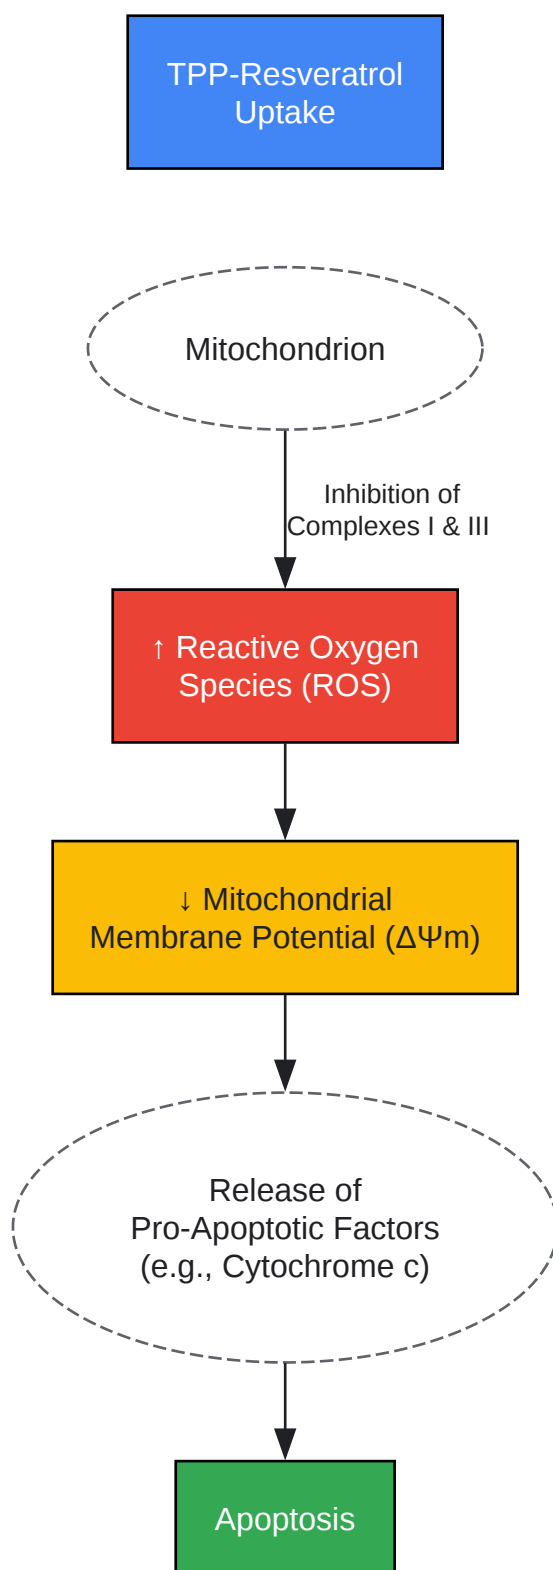 TPP-Resveratrol
Uptake
Mitochondrion
Inhibition of
Complexes I & III
↑ Reactive Oxygen
Species (ROS)
↓ Mitochondrial
Membrane Potential (ΔΨm)
Release of
Pro-Apoptotic Factors
(e.g., Cytochrome c)
Apoptosis